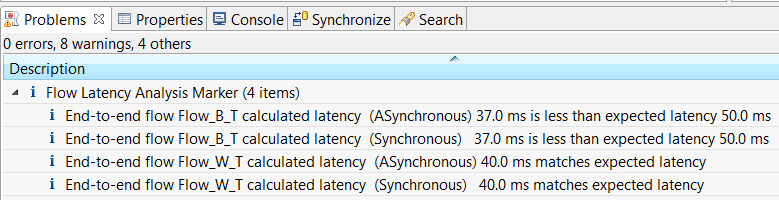 Problems Properties Console Synchronize Search
0 errors, 8 warnings, 4 others
Description
Flow Latency Analysis Marker (4 items)
End-to-end flow Flow_B_T calculated latency (ASynchronous) 37.0 ms is less than expected latency 50.0 ms
End-to-end flow Flow_B_T calculated latency (Synchronous) 37.0 ms is less than expected latency 50.0 ms
End-to-end flow Flow_W_T calculated latency (ASynchronous) 40.0 ms matches expected latency
End-to-end flow Flow_W_T calculated latency (Synchronous) 40.0 ms matches expected latency